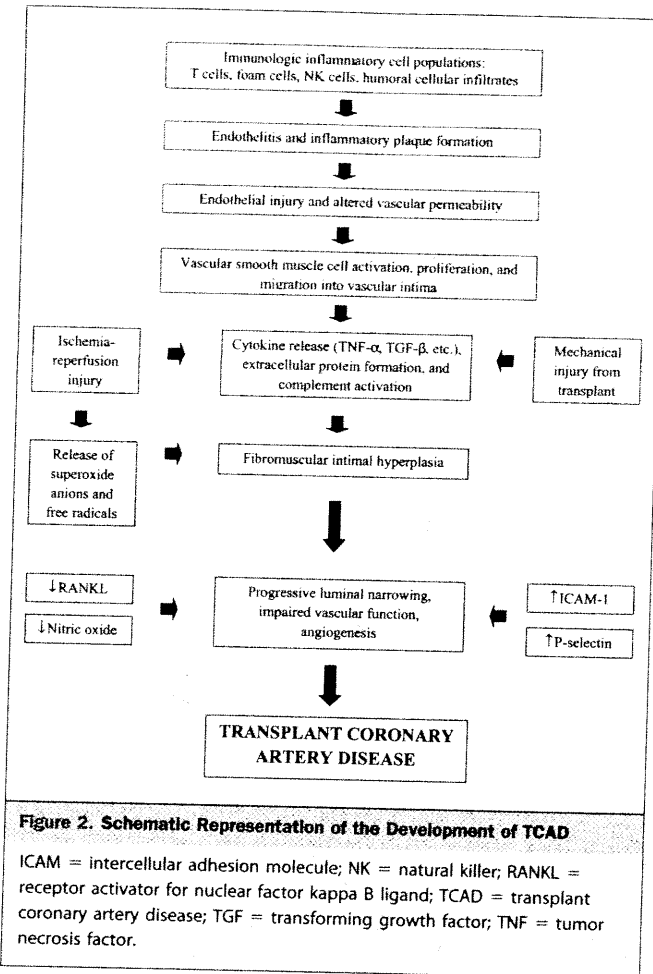 Immunologic inflammatory cell populations:
T cells, foam cells, NK cells, humoral cellular infiltrates
Endothelitis and inflammatory plaque formation
Endothelial injury and altered vascular permeability
Vascular smooth muscle cell activation, proliferation, and
migration into vascular intima
Ischemia-
reperfusion
injury
Cytokine release (TNF-α, TGF-β, etc.),
extracellular protein formation, and
complement activation
Mechanical
injury from
transplant
Release of
superoxide
anions and
free radicals
Fibromuscular intimal hyperplasia
↓RANKL
↓Nitric oxide
Progressive luminal narrowing,
impaired vascular function,
angiogenesis
↑ICAM-1
↑P-selectin
TRANSPLANT CORONARY
ARTERY DISEASE
Figure 2. Schematic Representation of the Development of TCAD
ICAM = intercellular adhesion molecule; NK = natural killer; RANKL =
receptor activator for nuclear factor kappa B ligand; TCAD = transplant
coronary artery disease; TGF = transforming growth factor; TNF = tumor
necrosis factor.